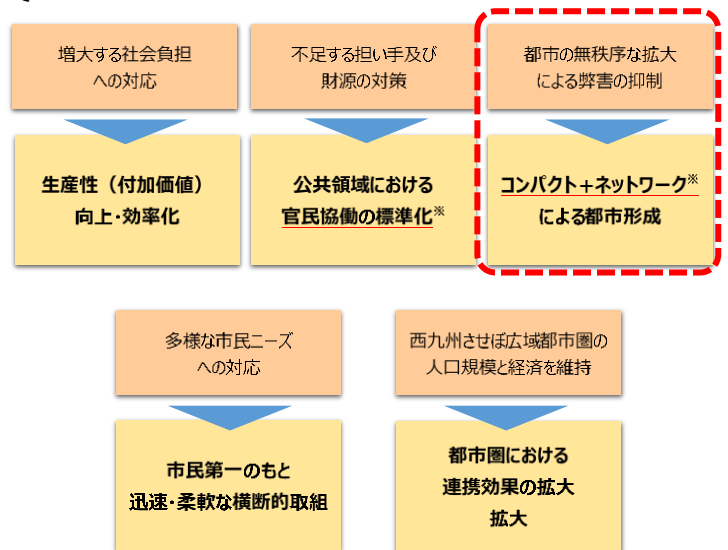 増大する社会負担
への対応
不足する担い手及び
財源の対策
都市の無秩序な拡大
による弊害の抑制
生産性（付加価値）
向上・効率化
公共領域における
官民協働の標準化※
コンパクト＋ネットワーク※
による都市形成
多様な市民ニーズ
への対応
西九州させぼ広域都市圏の
人口規模と経済を維持
市民第一のもと
迅速・柔軟な横断的取組
都市圏における
連携効果の拡大
拡大